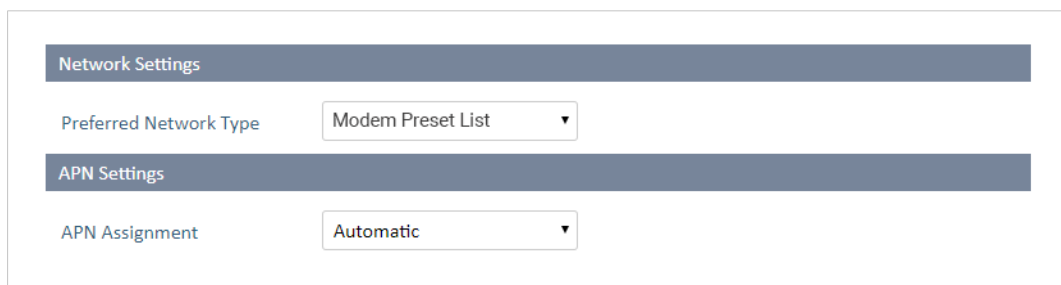 Network Settings
Preferred Network Type Modem Preset List
APN Settings
APN Assignment Automatic